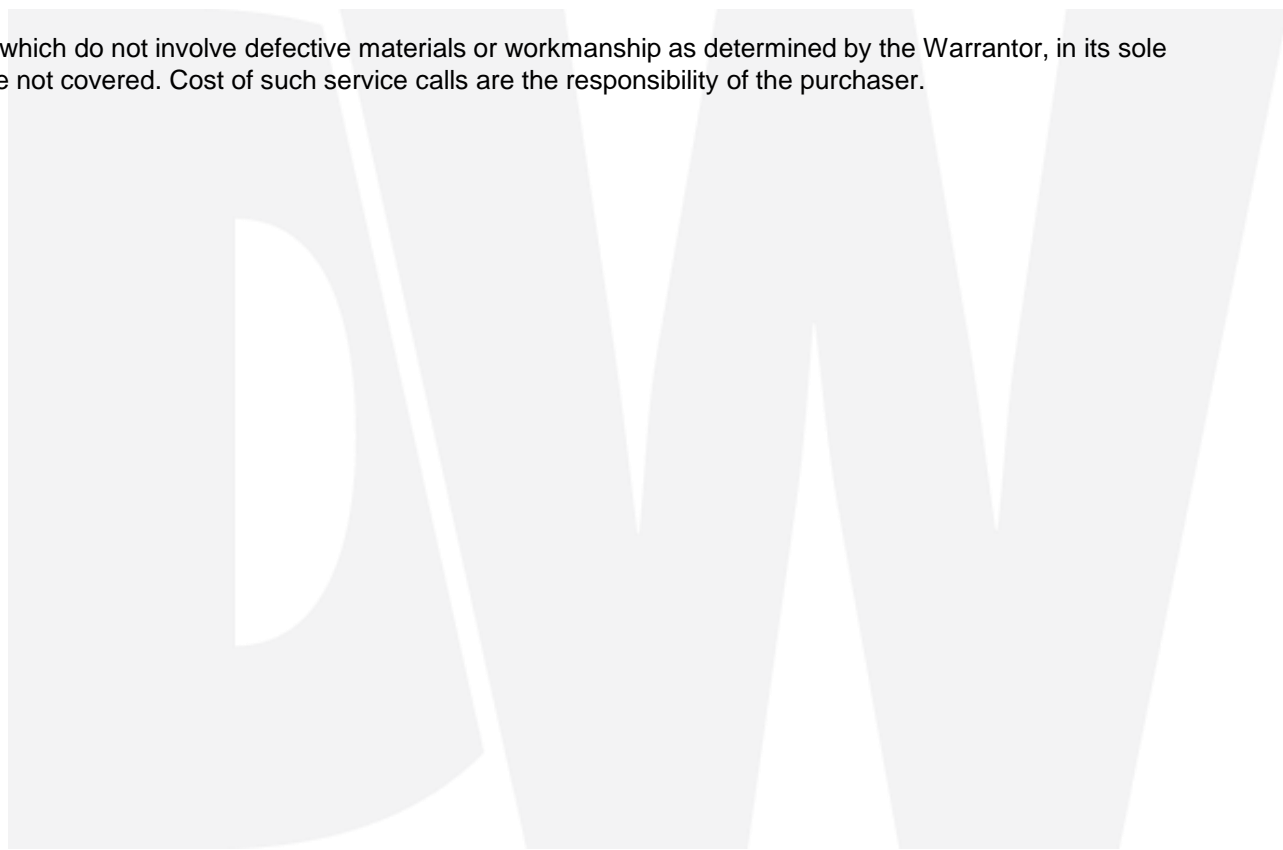 which do not involve defective materials or workmanship as determined by the Warrantor, in its sole
not covered. Cost of such service calls are the responsibility of the purchaser.
DW